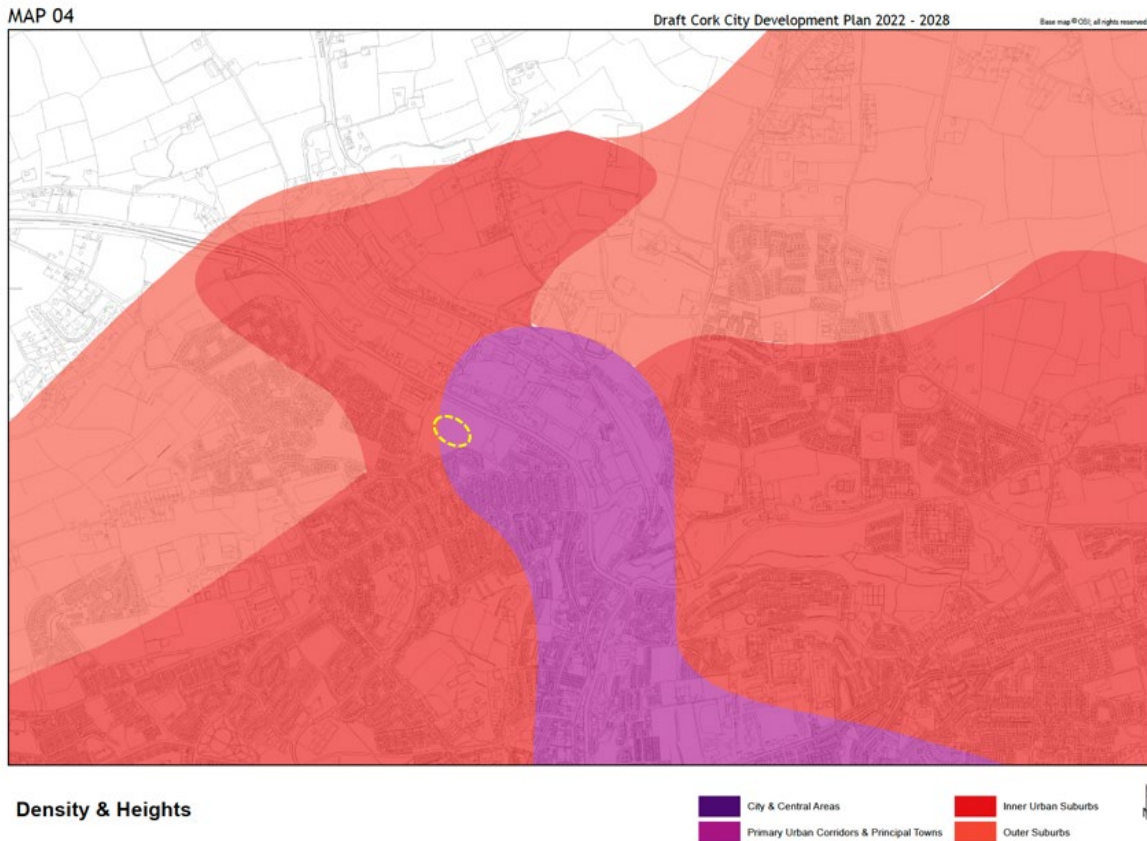 MAP 04
Draft Cork City Development Plan 2022 - 2028
Base map ©OSI; all rights reserved
Density & Heights
City & Central Areas
Inner Urban Suburbs
Primary Urban Corridors & Principal Towns
Outer Suburbs